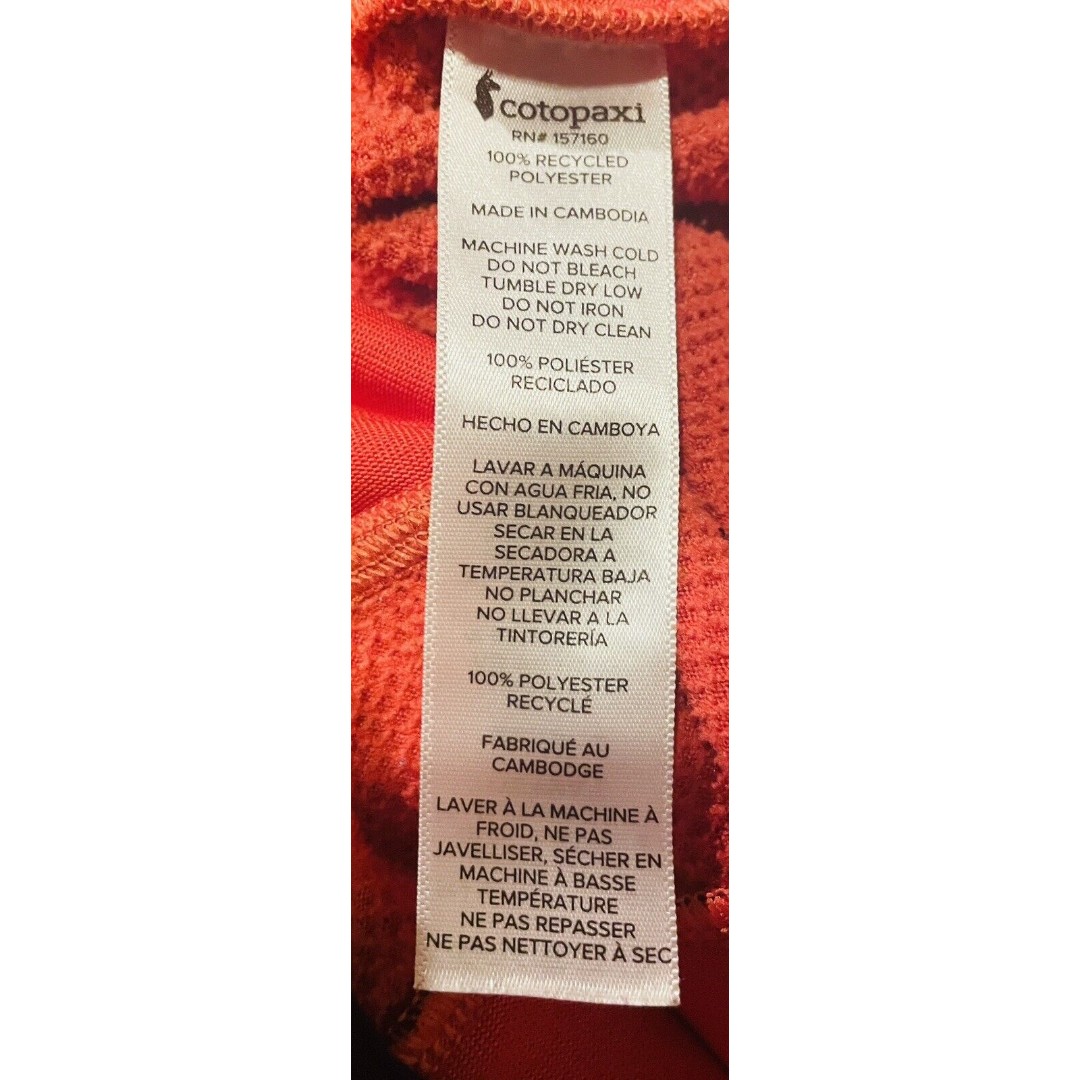 cotopaxi
RN# 157160
100% RECYCLED
POLYESTER
MADE IN CAMBODIA
MACHINE WASH COLD
DO NOT BLEACH
TUMBLE DRY LOW
DO NOT IRON
DO NOT DRY CLEAN
100% POLIÉSTER
RECICLADO
HECHO EN CAMBOYA
LAVAR A MÁQUINA
CON AGUA FRIA, NO
USAR BLANQUEADOR
SECAR EN LA
SECADORA A
TEMPERATURA BAJA
NO PLANCHAR
NO LLEVAR A LA
TINTORERÍA
100% POLYESTER
RECYCLÉ
FABRIQUÉ AU
CAMBODGE
LAVER À LA MACHINE À
FROID, NE PAS
JAVELLISER, SÉCHER EN
MACHINE À BASSE
TEMPÉRATURE
NE PAS REPASSER
NE PAS NETTOYER À SEC